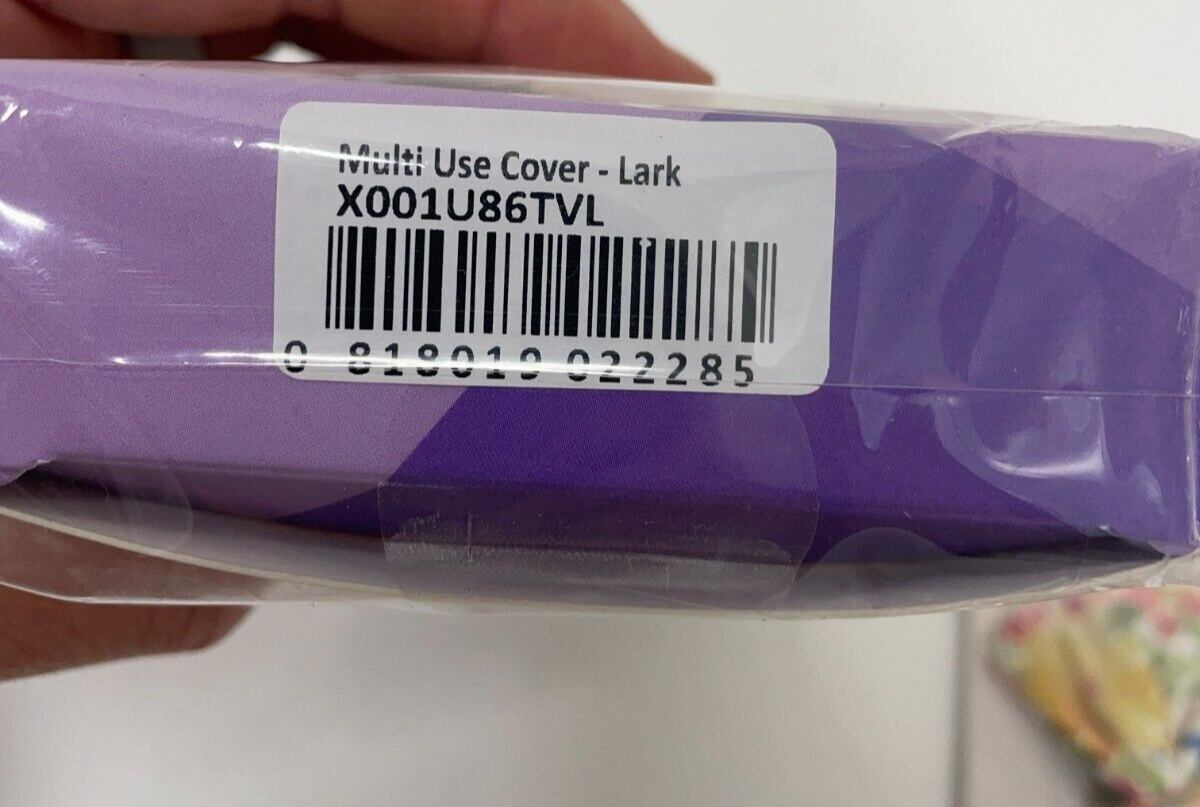 Multi Use Cover - Lark
X001U86TVL
0 818019 022285